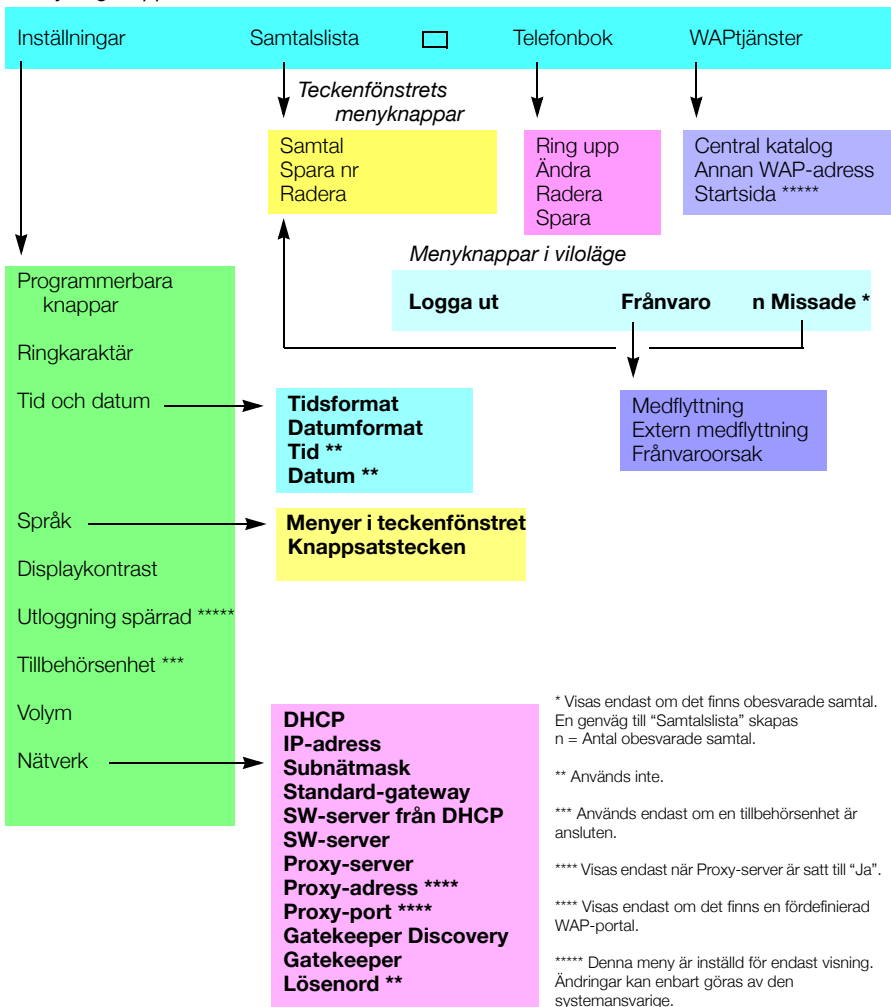 Inställningar
Samtalslista
Telefonbok
WAPtjänster
Teckenfönstrets
menyknappar
Samtal
Spara nr
Radera
Ring upp
Ändra
Radera
Spara
Central katalog
Annan WAP-adress
Startsida *****
Menyknappar i viloläge
Logga ut
Frånvaro
n Missade *
Programmerbara
knappar
Ringkaraktär
Tid och datum
Tidsformat
Datumformat
Tid **
Datum **
Medflyttning
Extern medflyttning
Frånvaroorsak
Språk
Menyer i teckenfönstret
Knappsatstecken
Displaykontrast
Utloggning spärrad *****
Tillbehörsenhet ***
Volym
Nätverk
DHCP
IP-adress
Subnätmask
Standard-gateway
SW-server från DHCP
SW-server
Proxy-server
Proxy-adress ****
Proxy-port ****
Gatekeeper Discovery
Gatekeeper
Lösenord **
* Visas endast om det finns obesvarade samtal.
En genväg till “Samtalslista” skapas
n = Antal obesvarade samtal.
** Används inte.
*** Används endast om en tillbehörsenhet är
ansluten.
**** Visas endast när Proxy-server är satt till “Ja”.
**** Visas endast om det finns en fördefinierad
WAP-portal.
***** Denna meny är inställd för endast visning.
Ändringar kan enbart göras av den
systemansvarige.